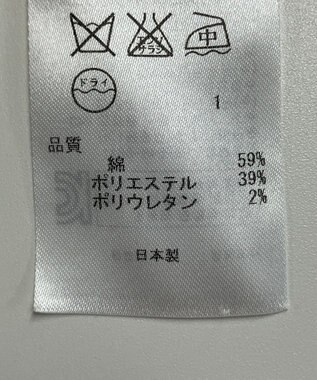 エンソ
サラシ
中
ドライ
1
品質
綿 59%
ポリエステル 39%
ポリウレタン 2%
日本製